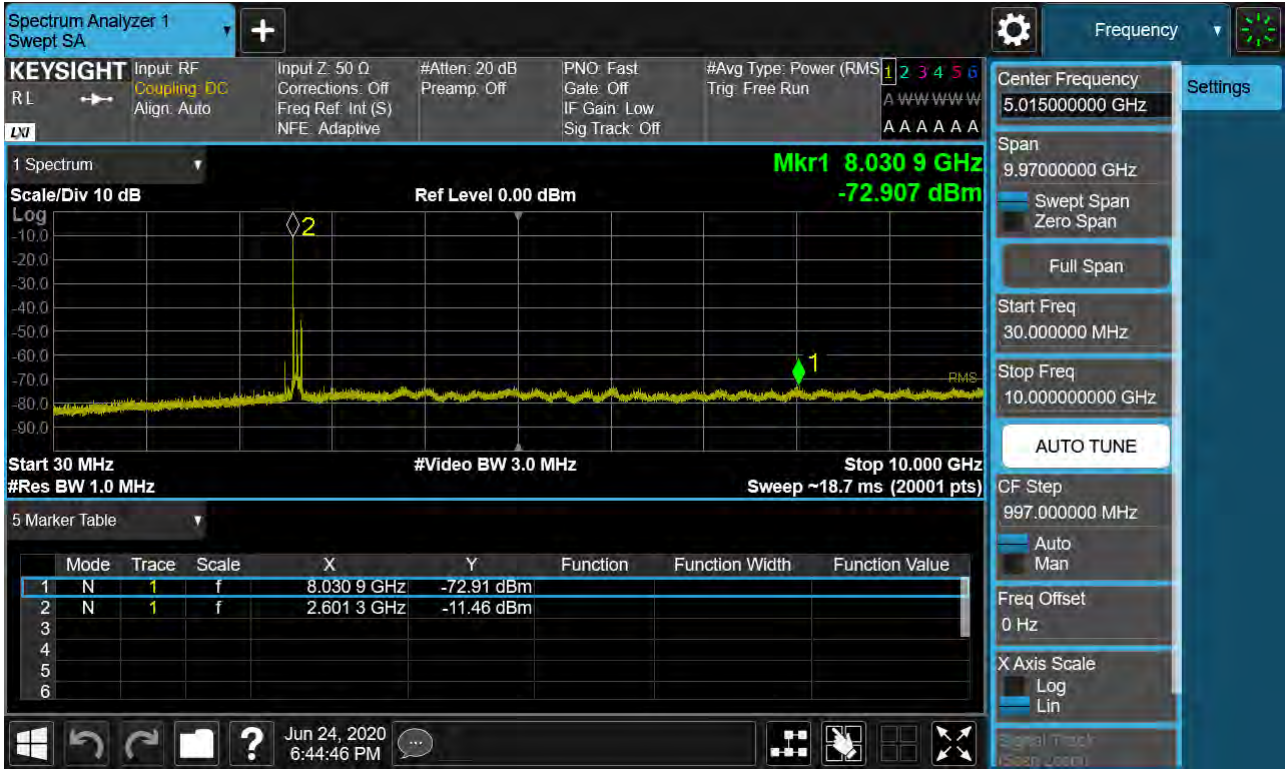 Spectrum Analyzer 1
Swept SA
+
Frequency
KEYSIGHT
R L
LXI
Input: RF
Coupling: DC
Align: Auto
Input Z: 50 Ω
Corrections: Off
Freq Ref: Int (S)
NFE: Adaptive
#Atten: 20 dB
Preamp: Off
PNO: Fast
Gate: Off
IF Gain: Low
Sig Track: Off
#Avg Type: Power (RMS
Trig: Free Run
1 2 3 4 5 6
A W W W W W
A A A A A A
Center Frequency
5.015000000 GHz
Settings
1 Spectrum
Mkr1 8.030 9 GHz
-72.907 dBm
Scale/Div 10 dB
Ref Level 0.00 dBm
Log
-10.0
-20.0
-30.0
-40.0
-50.0
-60.0
-70.0
-80.0
-90.0
2
1
RMS
Start 30 MHz
#Video BW 3.0 MHz
Stop 10.000 GHz
#Res BW 1.0 MHz
Sweep ~18.7 ms (20001 pts)
Span
9.97000000 GHz
Swept Span
Zero Span
Full Span
Start Freq
30.000000 MHz
Stop Freq
10.000000000 GHz
AUTO TUNE
CF Step
997.000000 MHz
Auto
Man
Freq Offset
0 Hz
X Axis Scale
Log
Lin
Signal Track
(Span Zoom)
5 Marker Table
Mode Trace Scale X Y Function Function Width Function Value
1 N 1 f 8.030 9 GHz -72.91 dBm
2 N 1 f 2.601 3 GHz -11.46 dBm
3
4
5
6
?
Jun 24, 2020
6:44:46 PM